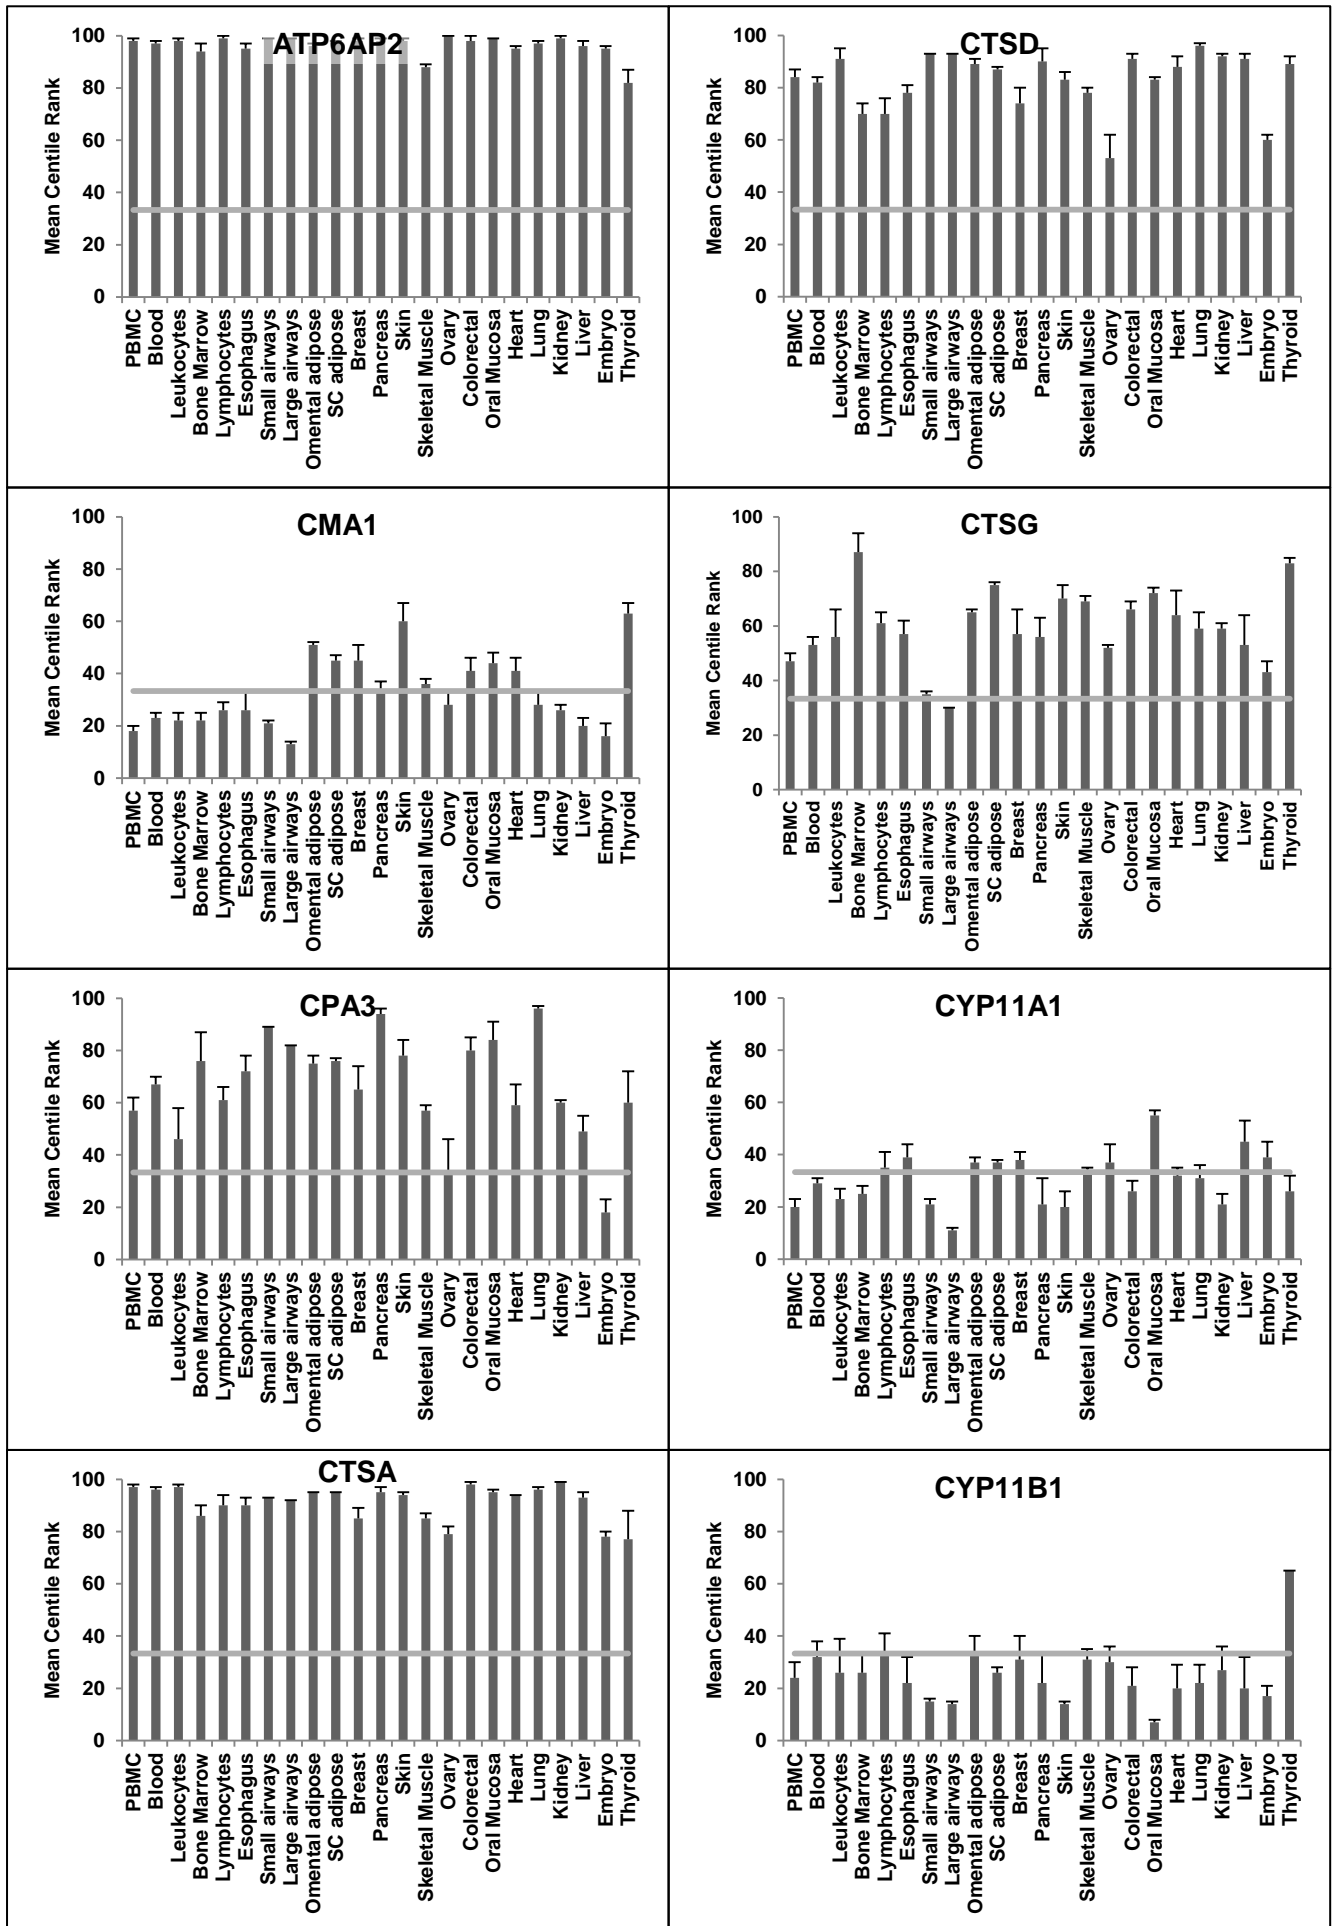 ATP6AP2
Mean Centile Rank
100
80
60
40
20
0
PBMC
Blood
Leukocytes
Bone Marrow
Lymphocytes
Esophagus
Small airways
Large airways
Omental adipose
SC adipose
Breast
Pancreas
Skin
Skeletal Muscle
Ovary
Colorectal
Oral Mucosa
Heart
Lung
Kidney
Liver
Embryo
Thyroid
CTSD
Mean Centile Rank
100
80
60
40
20
0
PBMC
Blood
Leukocytes
Bone Marrow
Lymphocytes
Esophagus
Small airways
Large airways
Omental adipose
SC adipose
Breast
Pancreas
Skin
Skeletal Muscle
Ovary
Colorectal
Oral Mucosa
Heart
Lung
Kidney
Liver
Embryo
Thyroid
CMA1
Mean Centile Rank
100
80
60
40
20
0
PBMC
Blood
Leukocytes
Bone Marrow
Lymphocytes
Esophagus
Small airways
Large airways
Omental adipose
SC adipose
Breast
Pancreas
Skin
Skeletal Muscle
Ovary
Colorectal
Oral Mucosa
Heart
Lung
Kidney
Liver
Embryo
Thyroid
CTSG
Mean Centile Rank
100
80
60
40
20
0
PBMC
Blood
Leukocytes
Bone Marrow
Lymphocytes
Esophagus
Small airways
Large airways
Omental adipose
SC adipose
Breast
Pancreas
Skin
Skeletal Muscle
Ovary
Colorectal
Oral Mucosa
Heart
Lung
Kidney
Liver
Embryo
Thyroid
CPA3
Mean Centile Rank
100
80
60
40
20
0
PBMC
Blood
Leukocytes
Bone Marrow
Lymphocytes
Esophagus
Small airways
Large airways
Omental adipose
SC adipose
Breast
Pancreas
Skin
Skeletal Muscle
Ovary
Colorectal
Oral Mucosa
Heart
Lung
Kidney
Liver
Embryo
Thyroid
CYP11A1
Mean Centile Rank
100
80
60
40
20
0
PBMC
Blood
Leukocytes
Bone Marrow
Lymphocytes
Esophagus
Small airways
Large airways
Omental adipose
SC adipose
Breast
Pancreas
Skin
Skeletal Muscle
Ovary
Colorectal
Oral Mucosa
Heart
Lung
Kidney
Liver
Embryo
Thyroid
CTSA
Mean Centile Rank
100
80
60
40
20
0
PBMC
Blood
Leukocytes
Bone Marrow
Lymphocytes
Esophagus
Small airways
Large airways
Omental adipose
SC adipose
Breast
Pancreas
Skin
Skeletal Muscle
Ovary
Colorectal
Oral Mucosa
Heart
Lung
Kidney
Liver
Embryo
Thyroid
CYP11B1
Mean Centile Rank
100
80
60
40
20
0
PBMC
Blood
Leukocytes
Bone Marrow
Lymphocytes
Esophagus
Small airways
Large airways
Omental adipose
SC adipose
Breast
Pancreas
Skin
Skeletal Muscle
Ovary
Colorectal
Oral Mucosa
Heart
Lung
Kidney
Liver
Embryo
Thyroid